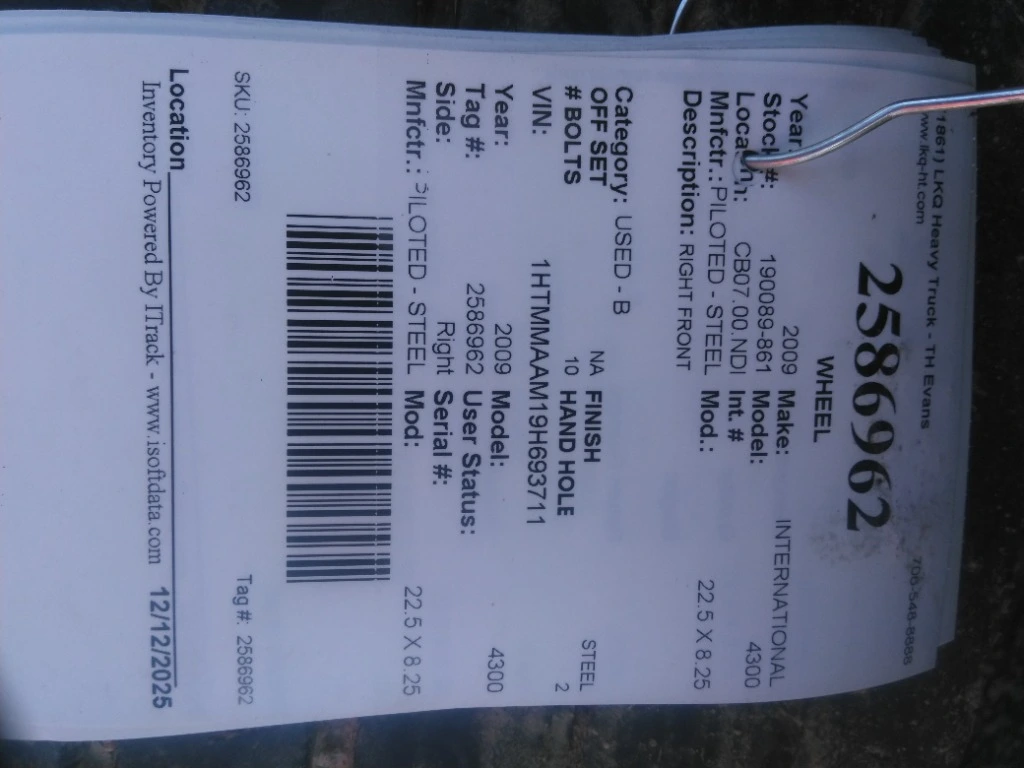 1861) LKQ Heavy Truck - TH Evans 706-548-8888
www.lkq-ht.com
2586962
WHEEL
Year: 2009 Make: INTERNATIONAL
Stock #: 190089-861 Model: 4300
Location: CB07.00.NDI Int. #
Mnfctr.: PILOTED - STEEL Mod.: 22.5 X 8.25
Description: RIGHT FRONT
Category: USED - B
OFF SET NA FINISH STEEL
# BOLTS 10 HAND HOLE 2
VIN: 1HTMMAAM19H693711
Year: 2009 Model: 4300
Tag #: 2586962 User Status:
Side: Right Serial #:
Mnfctr.: PILOTED - STEEL Mod: 22.5 X 8.25
SKU: 2586962 Tag #: 2586962
Location
Inventory Powered By ITrack - www.isoftdata.com 12/12/2025